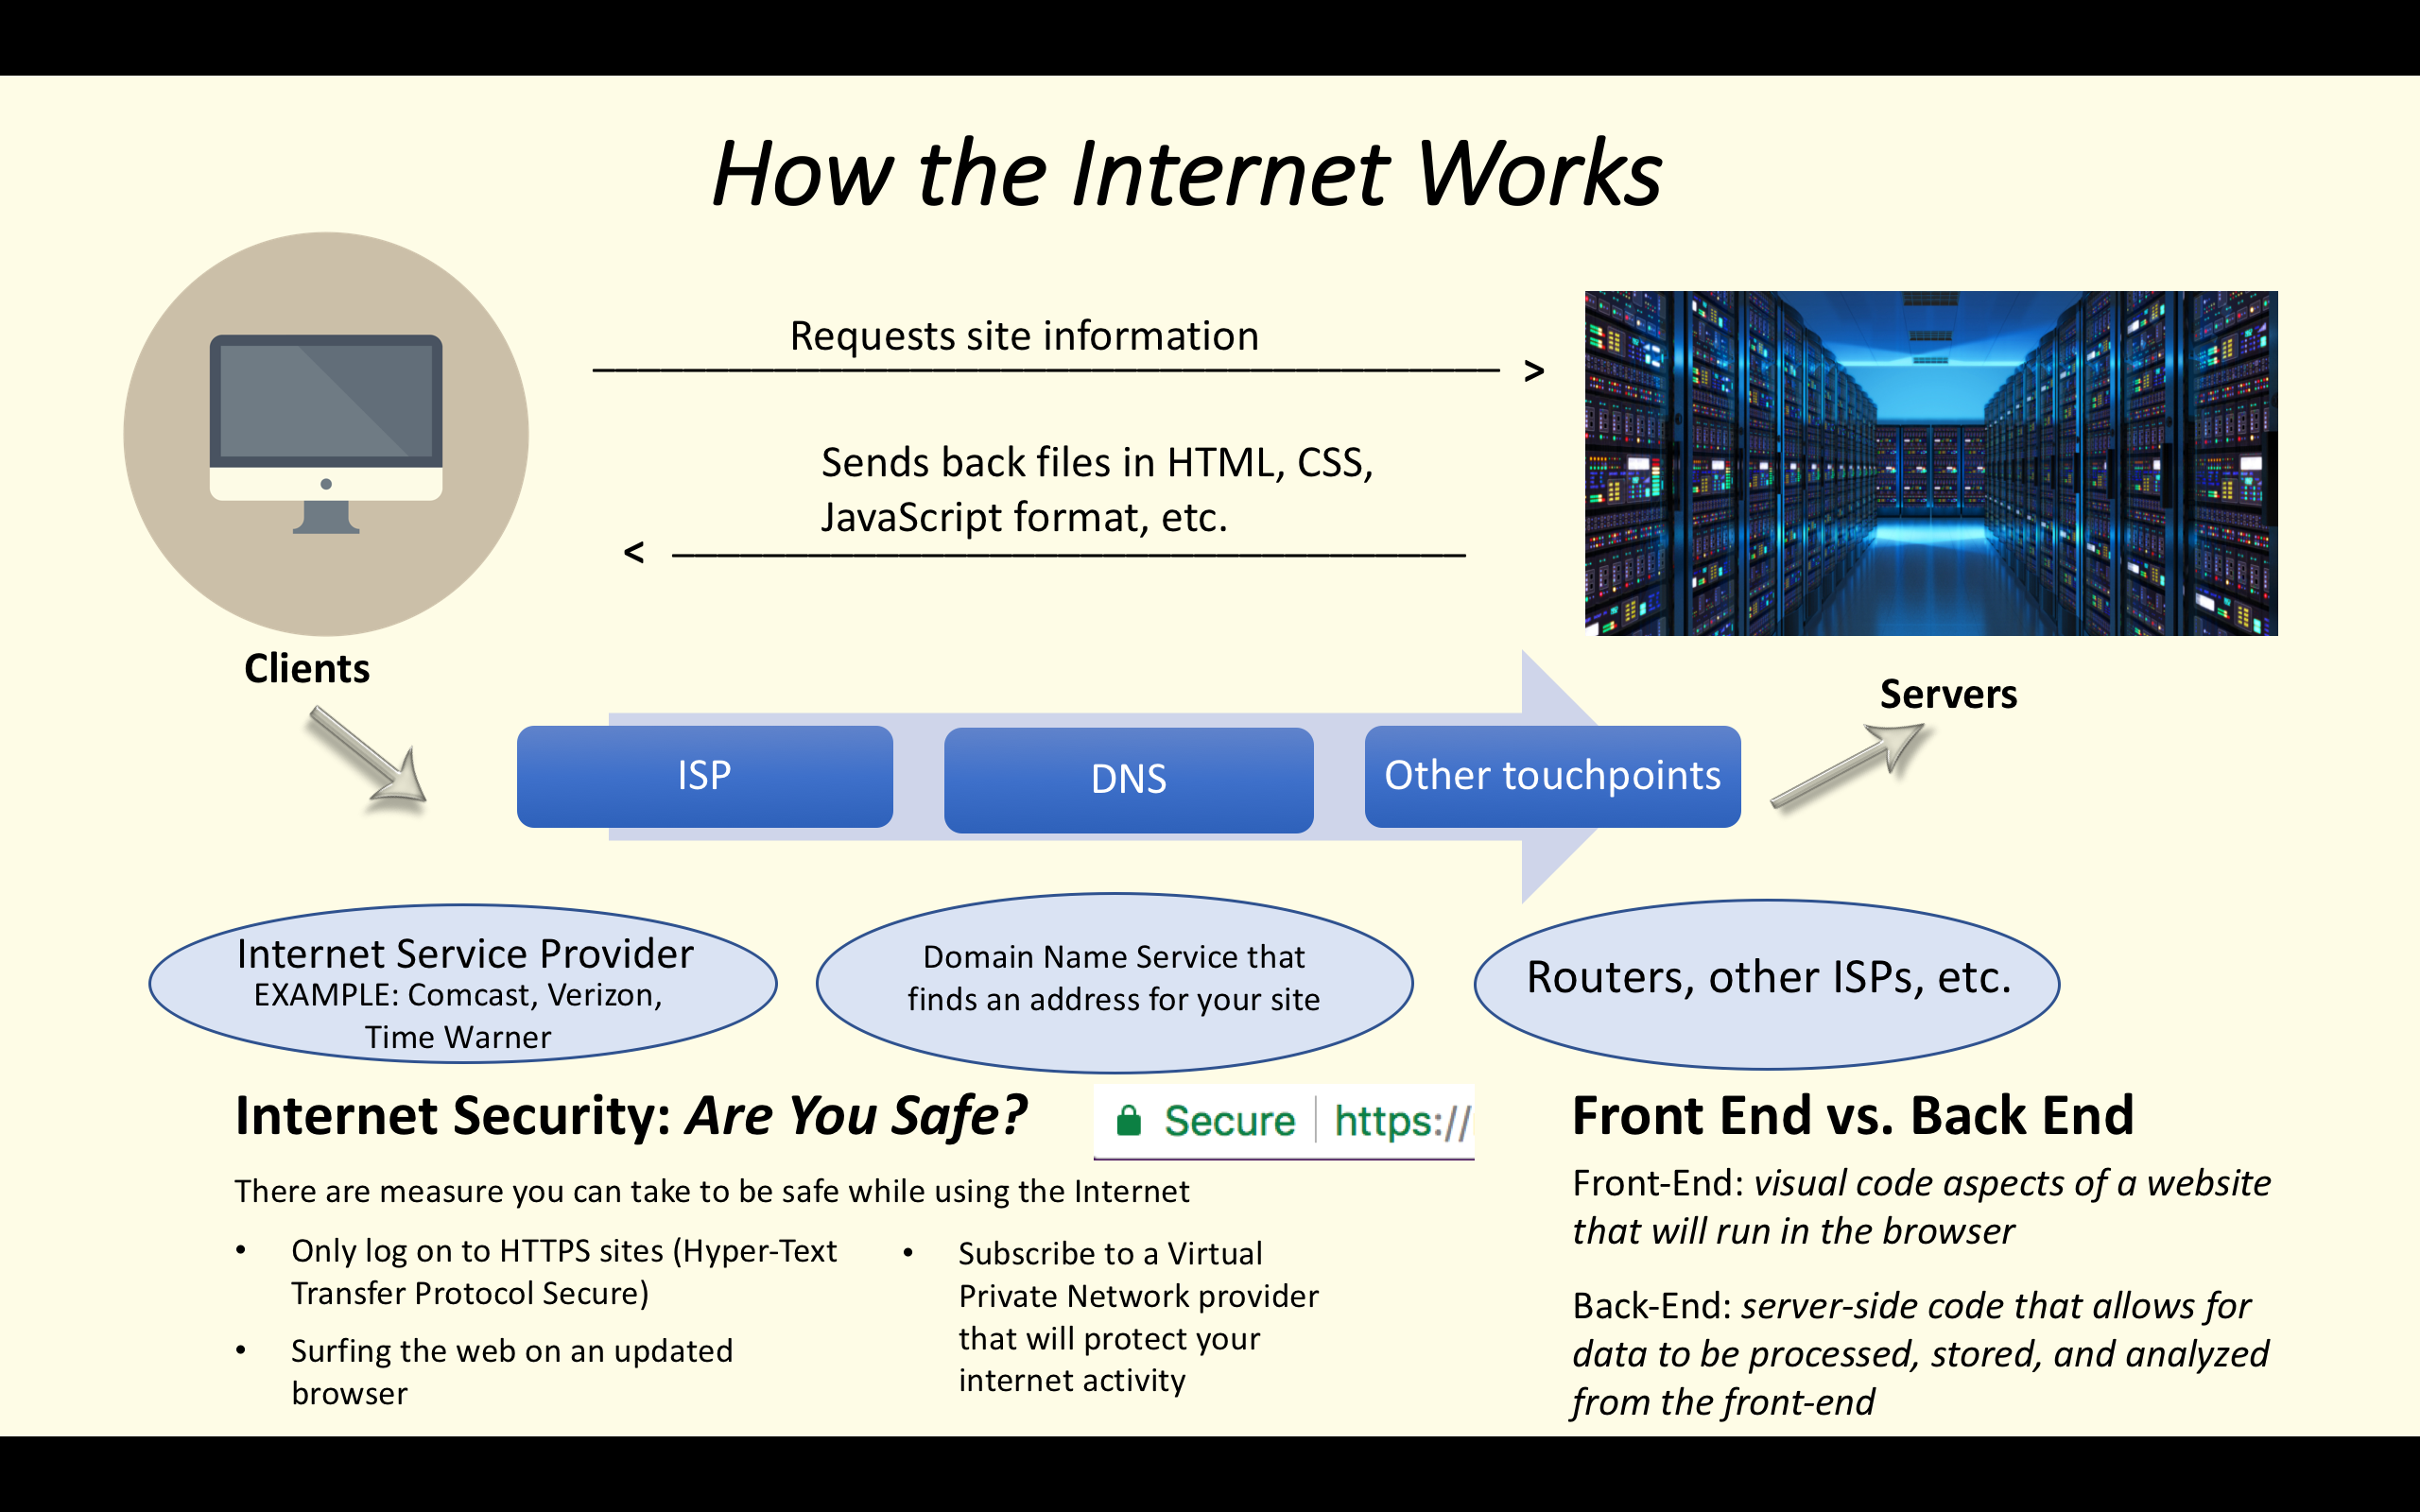 How the Internet Works
Requests site information
>
Sends back files in HTML, CSS,
JavaScript format, etc.
<
Clients
Servers
ISP
DNS
Other touchpoints
Internet Service Provider
EXAMPLE: Comcast, Verizon,
Time Warner
Domain Name Service that
finds an address for your site
Routers, other ISPs, etc.
Internet Security: Are You Safe?
Secure | https://
There are measure you can take to be safe while using the Internet
• Only log on to HTTPS sites (Hyper-Text
Transfer Protocol Secure)
• Surfing the web on an updated
browser
• Subscribe to a Virtual
Private Network provider
that will protect your
internet activity
Front End vs. Back End
Front-End: visual code aspects of a website
that will run in the browser
Back-End: server-side code that allows for
data to be processed, stored, and analyzed
from the front-end